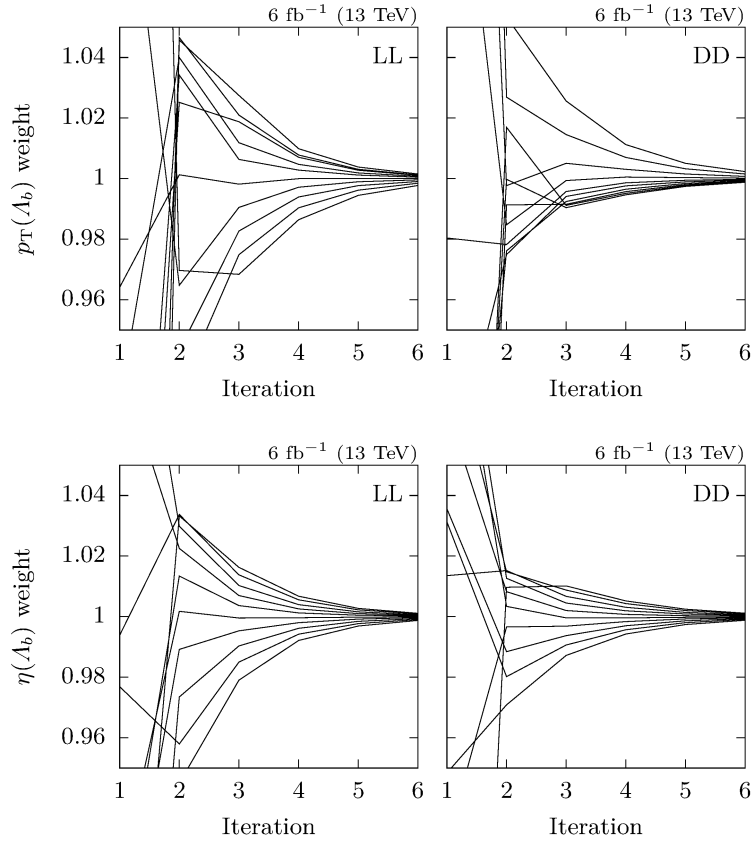 6 fb⁻¹ (13 TeV) 6 fb⁻¹ (13 TeV)
1.04 LL DD
1.02
1
0.98
0.96
p_T(Λ_b) weight
1 2 3 4 5 6 1 2 3 4 5 6
Iteration Iteration
6 fb⁻¹ (13 TeV) 6 fb⁻¹ (13 TeV)
1.04 LL DD
1.02
1
0.98
0.96
η(Λ_b) weight
1 2 3 4 5 6 1 2 3 4 5 6
Iteration Iteration